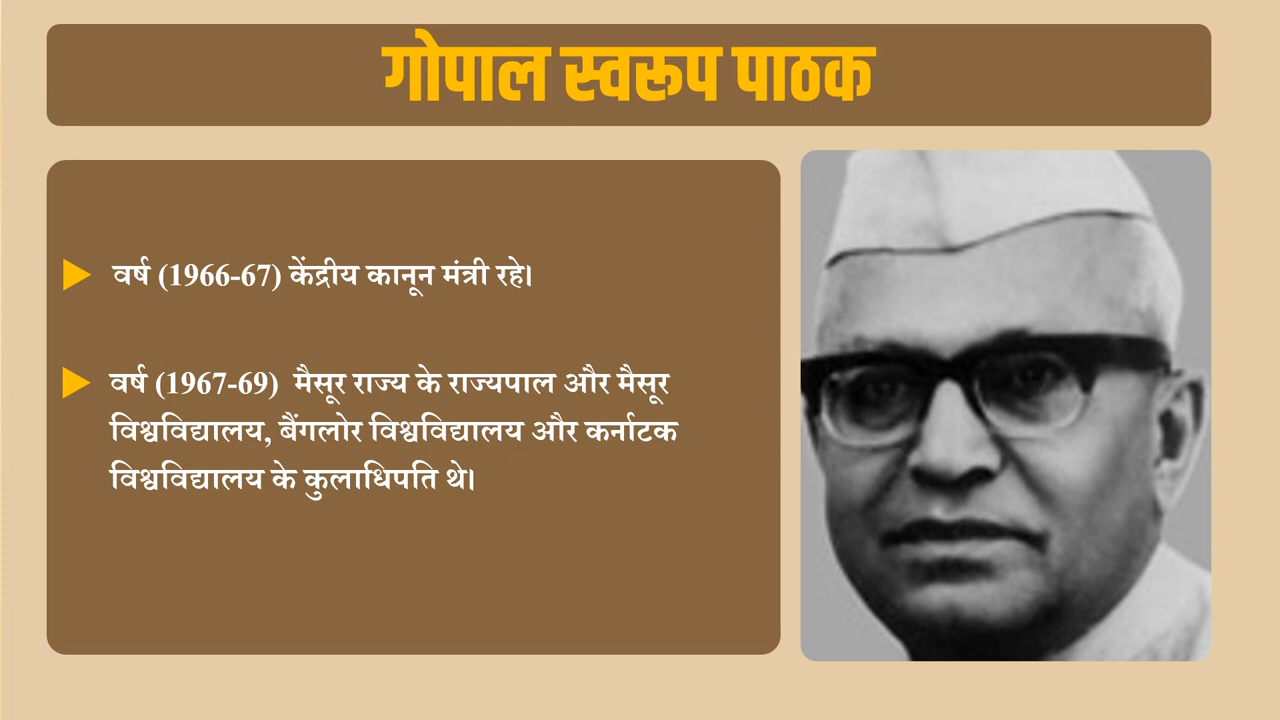 गोपाल स्वरूप पाठक
वर्ष (1966-67) केंद्रीय कानून मंत्री रहे।
वर्ष (1967-69) मैसूर राज्य के राज्यपाल और मैसूर
विश्वविद्यालय, बैंगलोर विश्वविद्यालय और कर्नाटक
विश्वविद्यालय के कुलाधिपति थे।